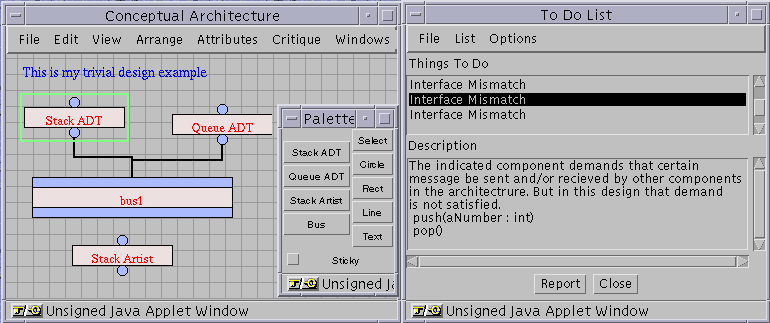 Conceptual Architecture
File Edit View Arrange Attributes Critique Windows
This is my trivial design example
Stack ADT
Queue ADT
bus1
Stack Artist
Palette
Stack ADT
Queue ADT
Stack Artist
Bus
Select
Circle
Rect
Line
Text
Sticky
Unsigned Ja
Unsigned Java Applet Window
To Do List
File List Options
Things To Do
Interface Mismatch
Interface Mismatch
Interface Mismatch
Description
The indicated component demands that certain
message be sent and/or recieved by other components
in the architectrure. But in this design that demand
is not satisfied.
push(aNumber : int)
pop()
Report Close
Unsigned Java Applet Window